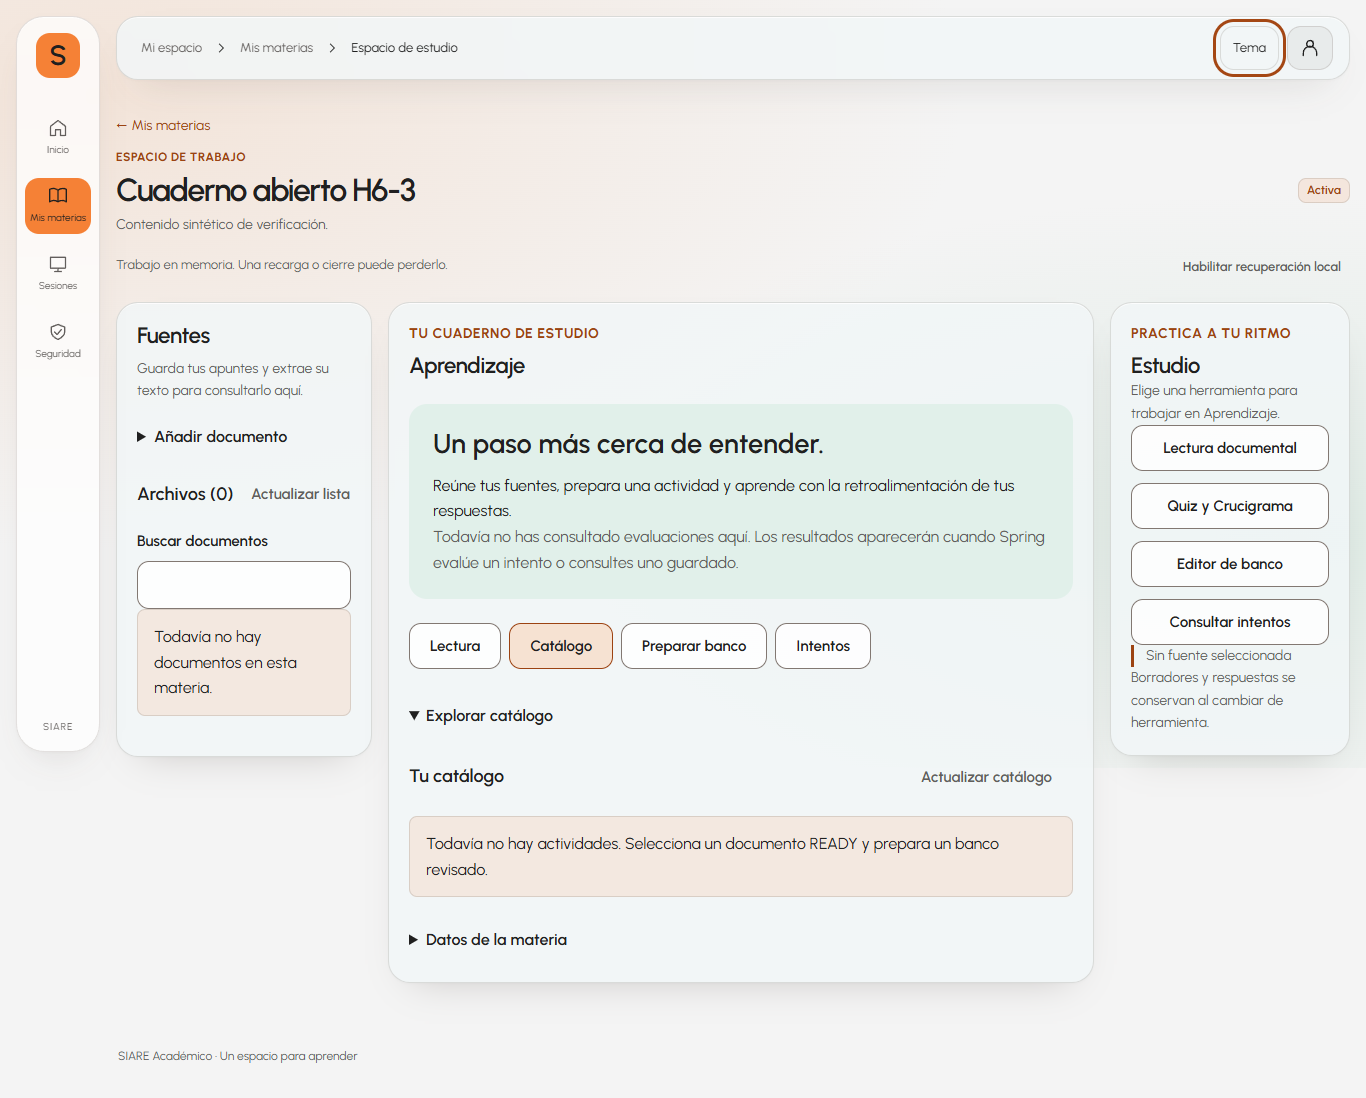 S
Inicio
Mis materias
Sesiones
Seguridad
SIARE
Mi espacio > Mis materias > Espacio de estudio
Tema
← Mis materias
ESPACIO DE TRABAJO
Cuaderno abierto H6-3
Activa
Contenido sintético de verificación.
Trabajo en memoria. Una recarga o cierre puede perderlo.
Habilitar recuperación local
Fuentes
Guarda tus apuntes y extrae su
texto para consultarlo aquí.
Añadir documento
Archivos (0)
Actualizar lista
Buscar documentos
Todavía no hay
documentos en esta
materia.
TU CUADERNO DE ESTUDIO
Aprendizaje
Un paso más cerca de entender.
Reúne tus fuentes, prepara una actividad y aprende con la retroalimentación de tus
respuestas.
Todavía no has consultado evaluaciones aquí. Los resultados aparecerán cuando Spring
evalúe un intento o consultes uno guardado.
Lectura
Catálogo
Preparar banco
Intentos
Explorar catálogo
Tu catálogo
Actualizar catálogo
Todavía no hay actividades. Selecciona un documento READY y prepara un banco
revisado.
Datos de la materia
PRACTICA A TU RITMO
Estudio
Elige una herramienta para
trabajar en Aprendizaje.
Lectura documental
Quiz y Crucigrama
Editor de banco
Consultar intentos
Sin fuente seleccionada
Borradores y respuestas se
conservan al cambiar de
herramienta.
SIARE Académico · Un espacio para aprender